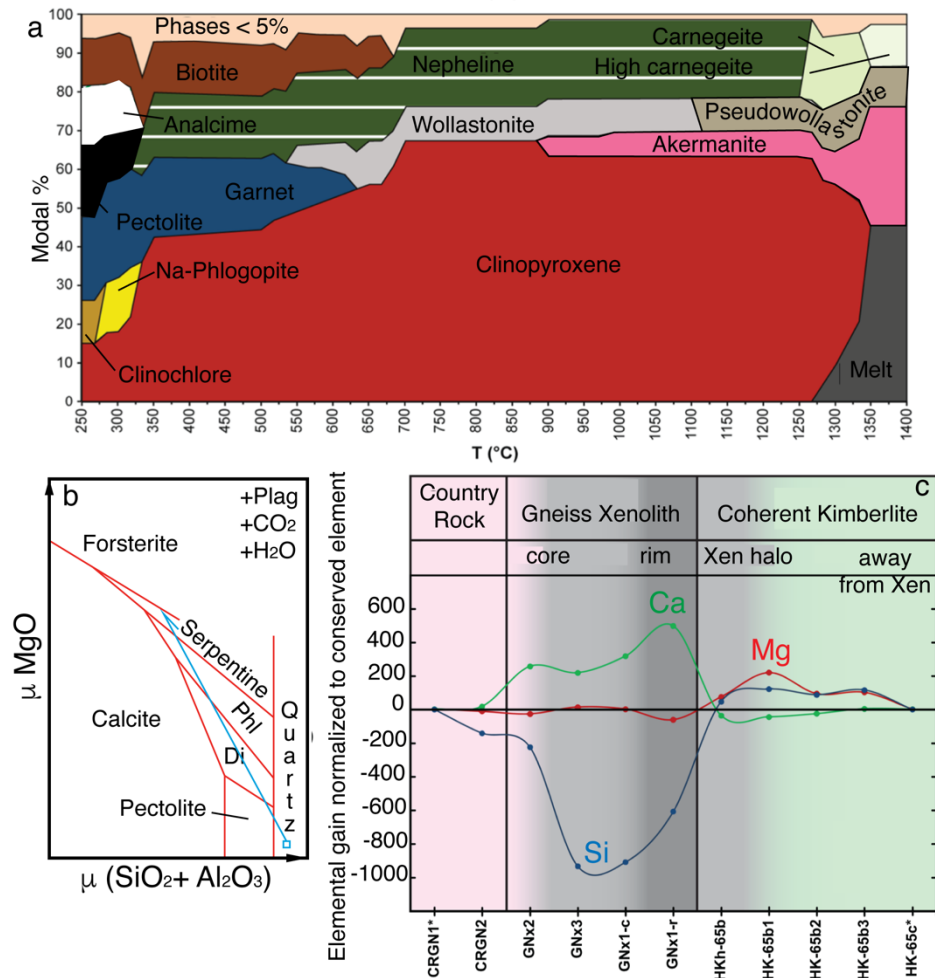 a
Phases < 5%
Carnegeite
High carnegeite
Biotite
Nepheline
Analcime
Wollastonite
Pseudowolla
stonite
Akermanite
Garnet
Pectolite
Na-Phlogopite
Clinopyroxene
Clinochlore
Melt
Modal %
100
90
80
70
60
50
40
30
20
10
0
250 300 350 400 450 500 550 600 650 700 750 800 850 900 950 1000 1050 1100 1150 1200 1250 1300 1350 1400
T (°C)
b
+Plag
+CO2
+H2O
Forsterite
Serpentine
Phl
Quartz
Calcite
Di
Pectolite
μ MgO
μ (SiO2+ Al2O3)
c
Country
Rock
Gneiss Xenolith
Coherent Kimberlite
core
rim
Xen halo
away
from Xen
Elemental gain normalized to conserved element
600
400
200
0
-200
-400
-600
-800
-1000
Ca
Mg
Si
CRGN1*
CRGN2
GNx2
GNx3
GNx1-c
GNx1-r
HKh-65b
HK-65b1
HK-65b2
HK-65b3
HK-65c*